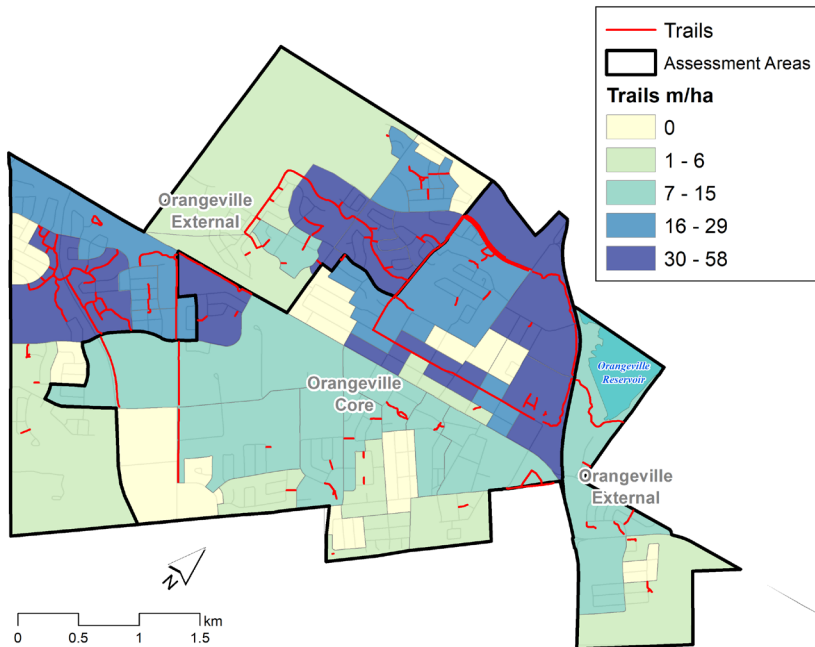 Trails
Assessment Areas
Trails m/ha
0
1 - 6
7 - 15
16 - 29
30 - 58
Orangeville
External
Orangeville
Reservoir
Orangeville
Core
Orangeville
External
N
km
0 0.5 1 1.5